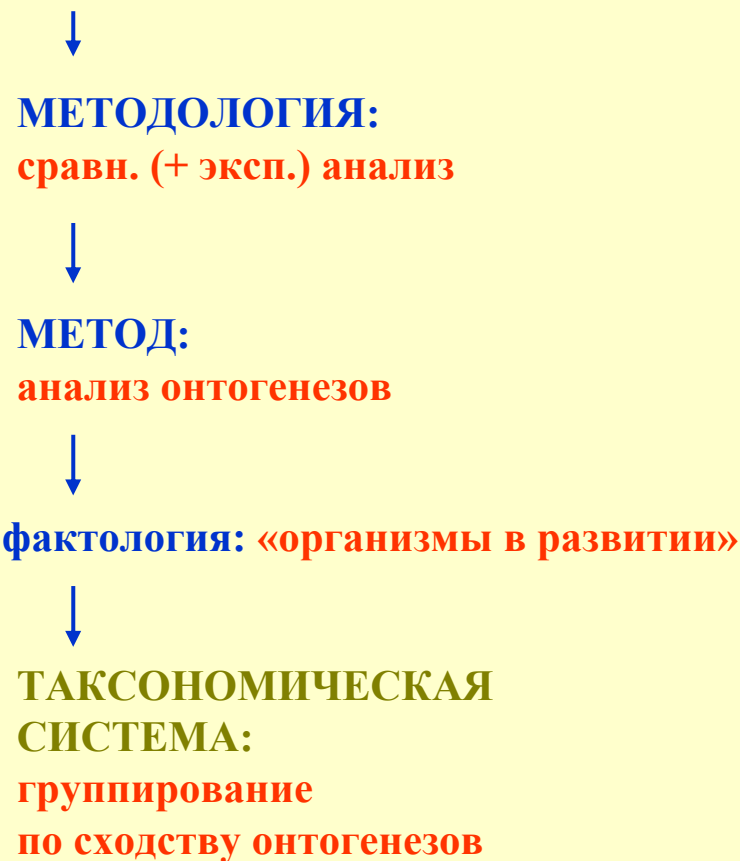 МЕТОДОЛОГИЯ:
сравн. (+ эксп.) анализ
МЕТОД:
анализ онтогенезов
фактология: «организмы в развитии»
ТАКСОНОМИЧЕСКАЯ
СИСТЕМА:
группирование
по сходству онтогенезов